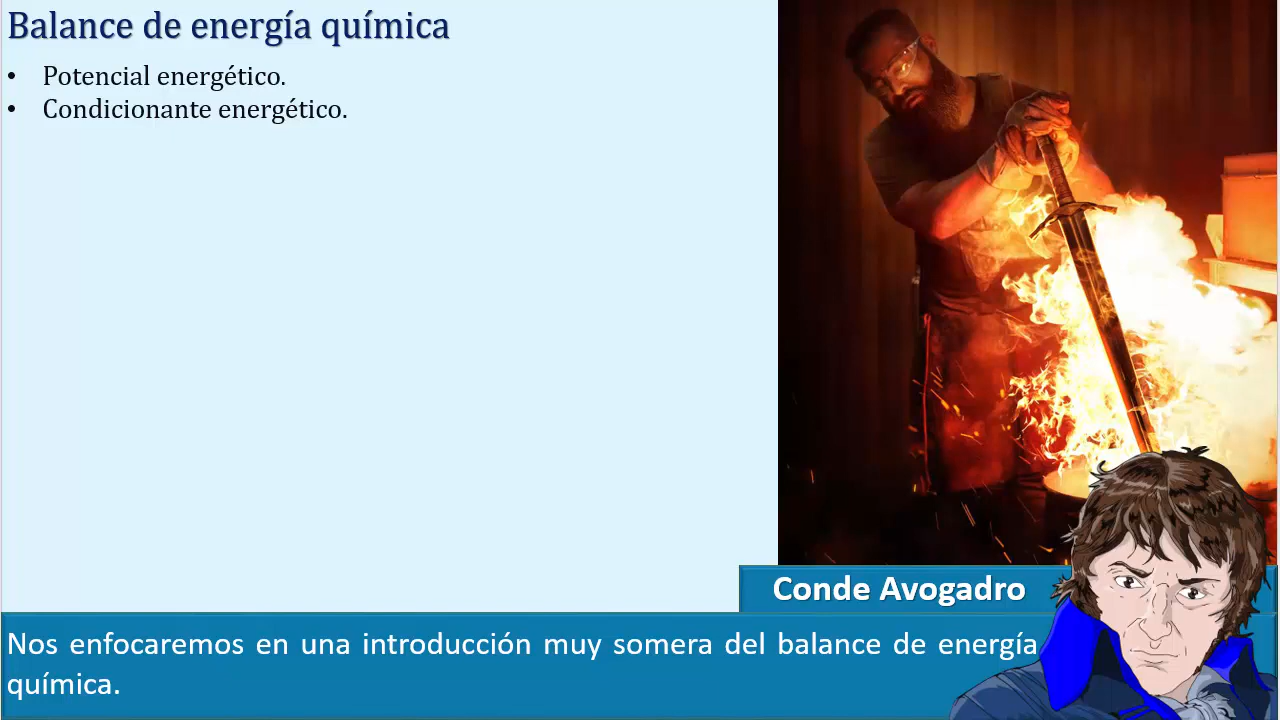 Balance de energía química
• Potencial energético.
• Condicionante energético.
Conde Avogadro
Nos enfocaremos en una introducción muy somera del balance de energía
química.